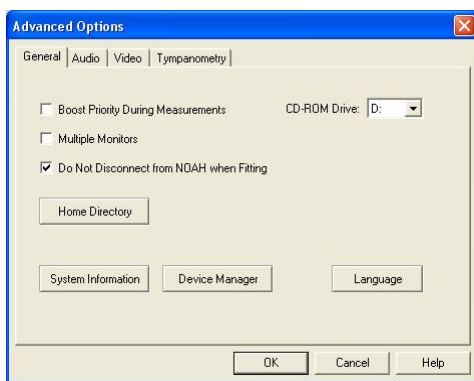 Advanced Options
General Audio Video Tympanometry
Boost Priority During Measurements CD-ROM Drive: D:
Multiple Monitors
Do Not Disconnect from NOAH when Fitting
Home Directory
System Information Device Manager Language
OK Cancel Help